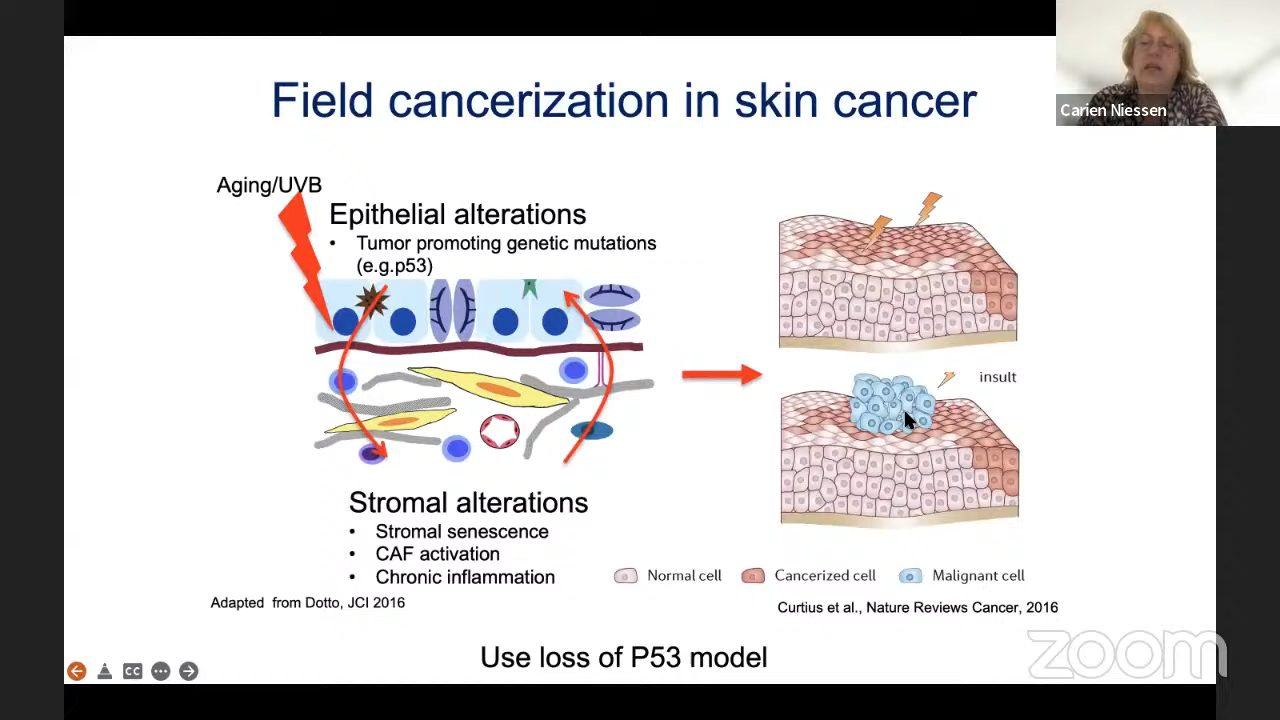 Field cancerization in skin cancer
Carien Niessen
Aging/UVB
Epithelial alterations
• Tumor promoting genetic mutations
(e.g.p53)
insult
Stromal alterations
• Stromal senescence
• CAF activation
• Chronic inflammation
Normal cell
Cancerized cell
Malignant cell
Adapted from Dotto, JCI 2016
Curtius et al., Nature Reviews Cancer, 2016
Use loss of P53 model
zoom
CC